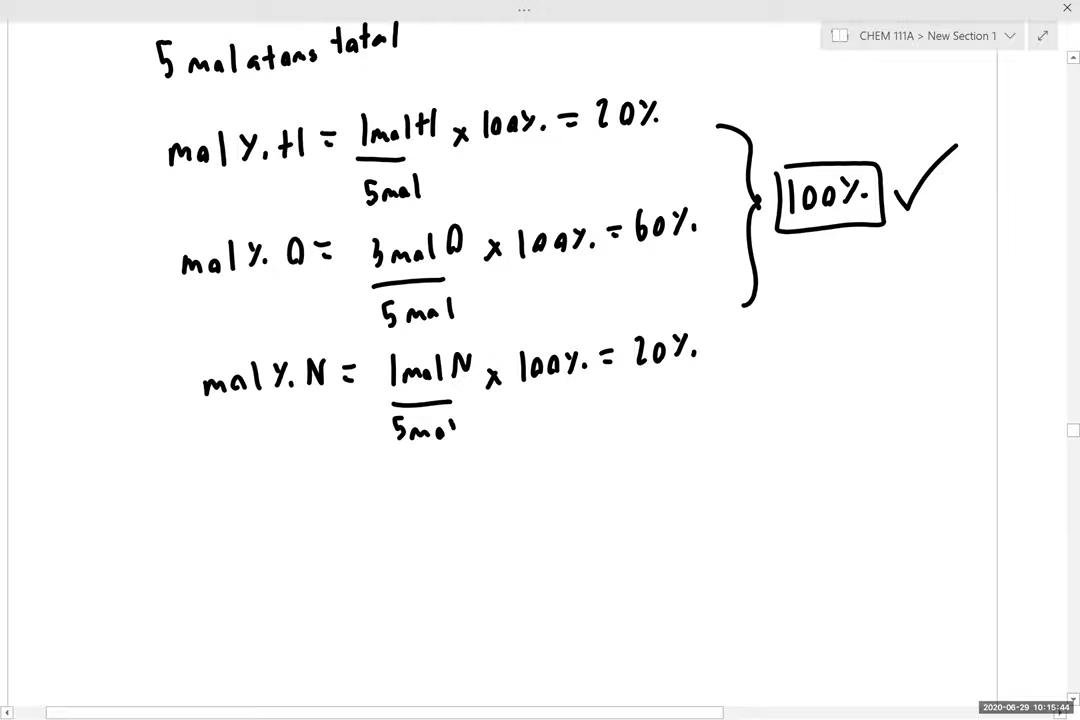 CHEM 111A > New Section 1
5 mol atoms total
mol %. H = 1 mol H x 100%. = 20%.
5 mol
100%. ✓
mol %. O = 3 mol O x 100%. = 60%.
5 mol
mol %. N = 1 mol N x 100%. = 20%.
5 mol
2020-06-29 10:15:44